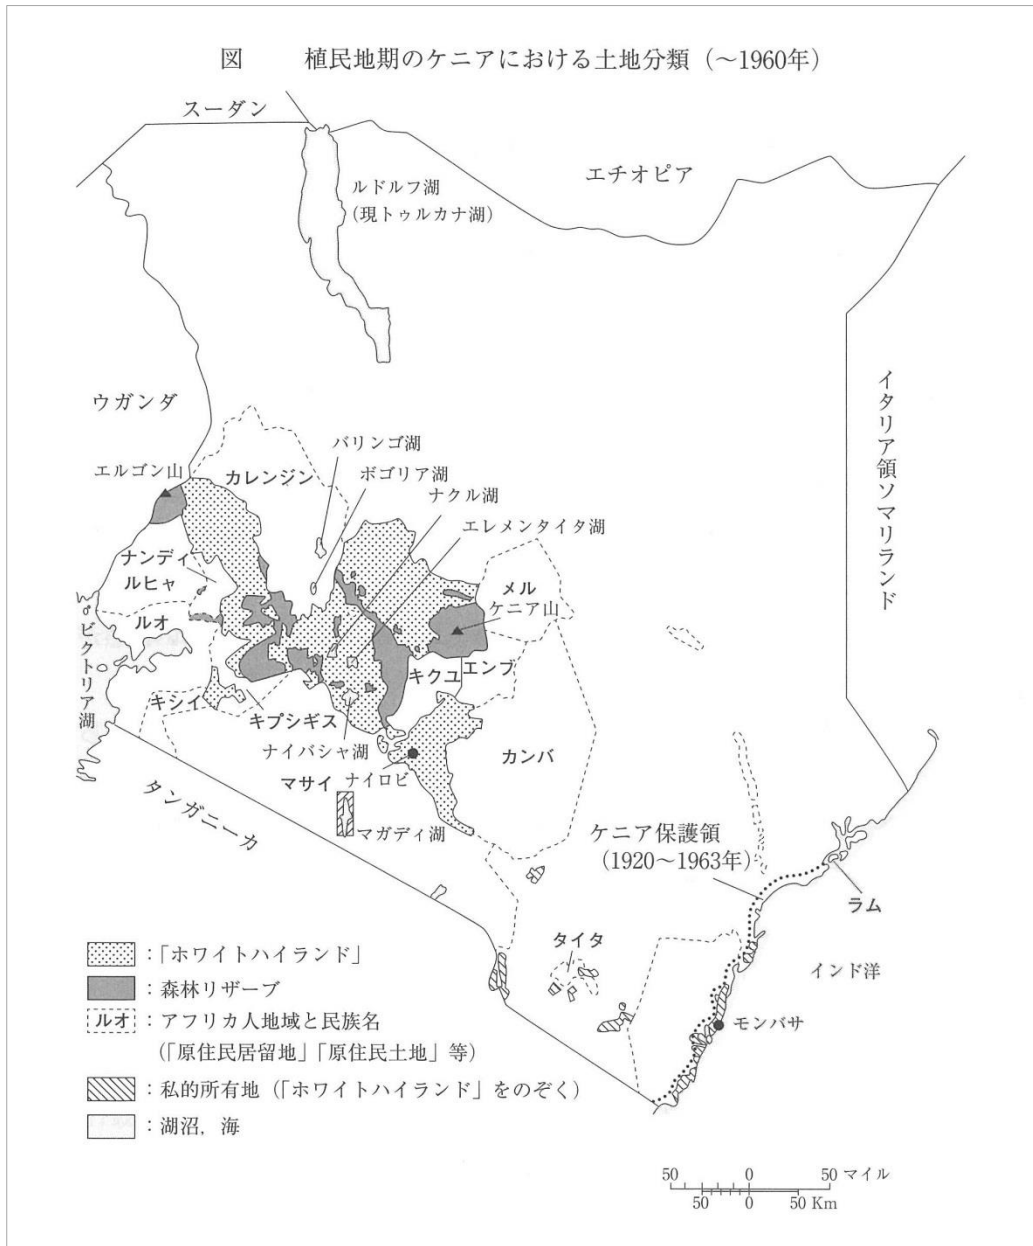 図 植民地期のケニアにおける土地分類(～1960年)
スーダン
エチオピア
ルドルフ湖
(現トゥルカナ湖)
イタリア領ソマリランド
ウガンダ
バリンゴ湖
エルゴン山
カレンジン
ボゴリア湖
ナクル湖
エレメンタイタ湖
ナンディ
ルヒャ
メル
ケニア山
ルオ
ビクトリア湖
キクユ
エンブ
キシイ
キプシギス
ナイバシャ湖
カンバ
マサイ
ナイロビ
タンガニーカ
マガディ湖
ケニア保護領
(1920～1963年)
ラム
タイタ
インド洋
モンバサ
:「ホワイトハイランド」
:森林リザーブ
ルオ :アフリカ人地域と民族名
(「原住民居留地」「原住民土地」等)
:私的所有地(「ホワイトハイランド」をのぞく)
:湖沼,海
50 0 50 マイル
50 0 50 Km